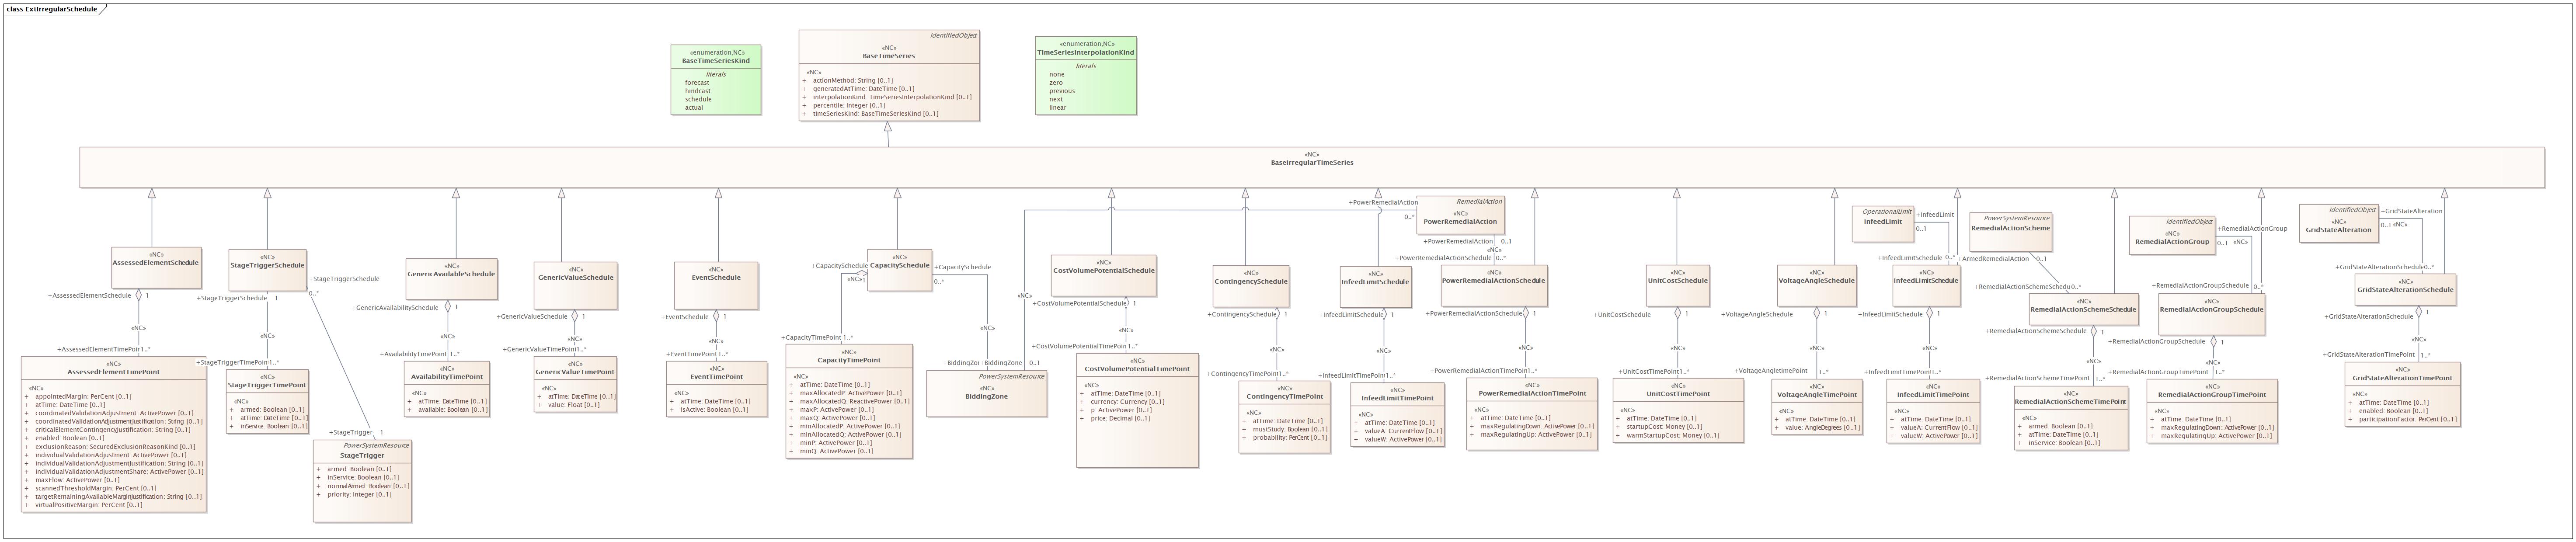 class ExtIrregularSchedule
«enumeration,NC»
BaseTimeSeriesKind
literals
forecast
hindcast
schedule
actual
IdentifiedObject
«NC»
BaseTimeSeries
«NC»
+ actionMethod: String [0..1]
+ generatedAtTime: DateTime [0..1]
+ interpolationKind: TimeSeriesInterpolationKind [0..1]
+ percentile: Integer [0..1]
+ timeSeriesKind: BaseTimeSeriesKind [0..1]
«enumeration,NC»
TimeSeriesInterpolationKind
literals
none
zero
previous
next
linear
«NC»
BaseIrregularTimeSeries
«NC»
AssessedElementSchedule
+AssessedElementSchedule 1
«NC»
+AssessedElementTimePoint 1..*
«NC»
AssessedElementTimePoint
«NC»
+ appointedMargin: PerCent [0..1]
+ atTime: DateTime [0..1]
+ coordinatedValidationAdjustment: ActivePower [0..1]
+ coordinatedValidationAdjustmentJustification: String [0..1]
+ criticalElementContingencyJustification: String [0..1]
+ enabled: Boolean [0..1]
+ exclusionReason: SecuredExclusionReasonKind [0..1]
+ individualValidationAdjustment: ActivePower [0..1]
+ individualValidationAdjustmentJustification: String [0..1]
+ individualValidationAdjustmentShare: ActivePower [0..1]
+ maxFlow: ActivePower [0..1]
+ scannedThresholdMargin: PerCent [0..1]
+ targetRemainingAvailableMarginJustification: String [0..1]
+ virtualPositiveMargin: PerCent [0..1]
«NC»
StageTriggerSchedule
+StageTriggerSchedule
0..*
+StageTriggerSchedule 1
«NC»
+StageTriggerTimePoint 1..*
«NC»
StageTriggerTimePoint
«NC»
+ armed: Boolean [0..1]
+ atTime: DateTime [0..1]
+ inService: Boolean [0..1]
+StageTrigger 1
PowerSystemResource
StageTrigger
+ armed: Boolean [0..1]
+ inService: Boolean [0..1]
+ normalArmed: Boolean [0..1]
+ priority: Integer [0..1]
«NC»
GenericAvailableSchedule
+GenericAvailabilitySchedule 1
«NC»
+AvailabilityTimePoint 1..*
«NC»
AvailabilityTimePoint
«NC»
+ atTime: DateTime [0..1]
+ available: Boolean [0..1]
«NC»
GenericValueSchedule
+GenericValueSchedule 1
«NC»
+GenericValueTimePoint 1..*
«NC»
GenericValueTimePoint
«NC»
+ atTime: DateTime [0..1]
+ value: Float [0..1]
«NC»
EventSchedule
+EventSchedule 1
«NC»
+EventTimePoint 1..*
«NC»
EventTimePoint
«NC»
+ atTime: DateTime [0..1]
+ isActive: Boolean [0..1]
«NC»
CapacitySchedule
+CapacitySchedule
«NC» 1
+CapacitySchedule
0..*
+CapacityTimePoint 1..*
«NC»
CapacityTimePoint
«NC»
+ atTime: DateTime [0..1]
+ maxAllocatedP: ActivePower [0..1]
+ maxAllocatedQ: ReactivePower [0..1]
+ maxP: ActivePower [0..1]
+ maxQ: ActivePower [0..1]
+ minAllocatedP: ActivePower [0..1]
+ minAllocatedQ: ActivePower [0..1]
+ minP: ActivePower [0..1]
+ minQ: ActivePower [0..1]
«NC»
+BiddingZon +BiddingZone 0..1
PowerSystemResource
«NC»
BiddingZone
«NC»
«NC»
CostVolumePotentialSchedule
+CostVolumePotentialSchedule 1
«NC»
+CostVolumePotentialTimePoint 1..*
«NC»
CostVolumePotentialTimePoint
«NC»
+ atTime: DateTime [0..1]
+ currency: Currency [0..1]
+ p: ActivePower [0..1]
+ price: Decimal [0..1]
«NC»
ContingencySchedule
+ContingencySchedule 1
«NC»
+ContingencyTimePoint 1..*
«NC»
ContingencyTimePoint
«NC»
+ atTime: DateTime [0..1]
+ mustStudy: Boolean [0..1]
+ probability: PerCent [0..1]
«NC»
InfeedLimitSchedule
+InfeedLimitSchedule 1
«NC»
+InfeedLimitTimePoint 1..*
«NC»
InfeedLimitTimePoint
«NC»
+ atTime: DateTime [0..1]
+ valueA: CurrentFlow [0..1]
+ valueW: ActivePower [0..1]
+PowerRemedialAction
0..*
RemedialAction
«NC»
PowerRemedialAction
+PowerRemedialAction 0..1
«NC»
+PowerRemedialActionSchedule 0..*
«NC»
PowerRemedialActionSchedule
+PowerRemedialActionSchedule 1
«NC»
+PowerRemedialActionTimePoint 1..*
«NC»
PowerRemedialActionTimePoint
«NC»
+ atTime: DateTime [0..1]
+ maxRegulatingDown: ActivePower [0..1]
+ maxRegulatingUp: ActivePower [0..1]
«NC»
UnitCostSchedule
+UnitCostSchedule 1
«NC»
+UnitCostTimePoint 1..*
«NC»
UnitCostTimePoint
«NC»
+ atTime: DateTime [0..1]
+ startupCost: Money [0..1]
+ warmStartupCost: Money [0..1]
«NC»
VoltageAngleSchedule
+VoltageAngleSchedule 1
«NC»
+VoltageAngletimePoint 1..*
«NC»
VoltageAngleTimePoint
«NC»
+ atTime: DateTime [0..1]
+ value: AngleDegrees [0..1]
OperationalLimit
InfeedLimit
+InfeedLimit
0..1
«NC»
+InfeedLimitSchedule 0..*
«NC»
InfeedLimitSchedule
+InfeedLimitSchedule 1
«NC»
+InfeedLimitTimePoint 1..*
«NC»
InfeedLimitTimePoint
«NC»
+ atTime: DateTime [0..1]
+ valueA: CurrentFlow [0..1]
+ valueW: ActivePower [0..1]
PowerSystemResource
«NC»
RemedialActionScheme
+ArmedRemedialAction 0..1
+RemedialActionSchemeSchedu 0..*
«NC»
RemedialActionSchemeSchedule
+RemedialActionSchemeSchedule 1
«NC»
+RemedialActionSchemeTimePoint 1..*
«NC»
RemedialActionSchemeTimePoint
«NC»
+ armed: Boolean [0..1]
+ atTime: DateTime [0..1]
+ inService: Boolean [0..1]
IdentifiedObject
«NC»
RemedialActionGroup
+RemedialActionGroup
0..1 «NC»
+RemedialActionGroupSchedule 0..*
«NC»
RemedialActionGroupSchedule
+RemedialActionGroupSchedule 1
«NC»
+RemedialActionGroupTimePoint 1..*
«NC»
RemedialActionGroupTimePoint
«NC»
+ atTime: DateTime [0..1]
+ maxRegulatingDown: ActivePower [0..1]
+ maxRegulatingUp: ActivePower [0..1]
IdentifiedObject
«NC»
GridStateAlteration
+GridStateAlteration
0..1 «NC»
+GridStateAlterationSchedule 0..*
«NC»
GridStateAlterationSchedule
+GridStateAlterationSchedule 1
«NC»
+GridStateAlterationTimePoint 1..*
«NC»
GridStateAlterationTimePoint
«NC»
+ atTime: DateTime [0..1]
+ enabled: Boolean [0..1]
+ participationFactor: PerCent [0..1]